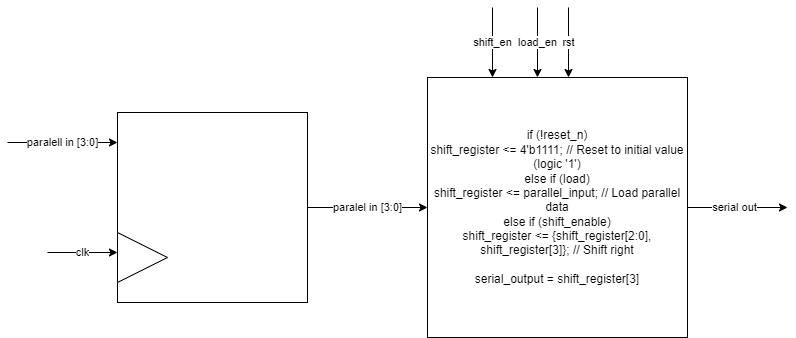 shift_en load_en rst
paralell in [3:0]
clk
paralel in [3:0]
if (!reset_n)
shift_register <= 4'b1111; // Reset to initial value
(logic '1')
else if (load)
shift_register <= parallel_input; // Load parallel
data
else if (shift_enable)
shift_register <= {shift_register[2:0],
shift_register[3]}; // Shift right
serial_output = shift_register[3]
serial out